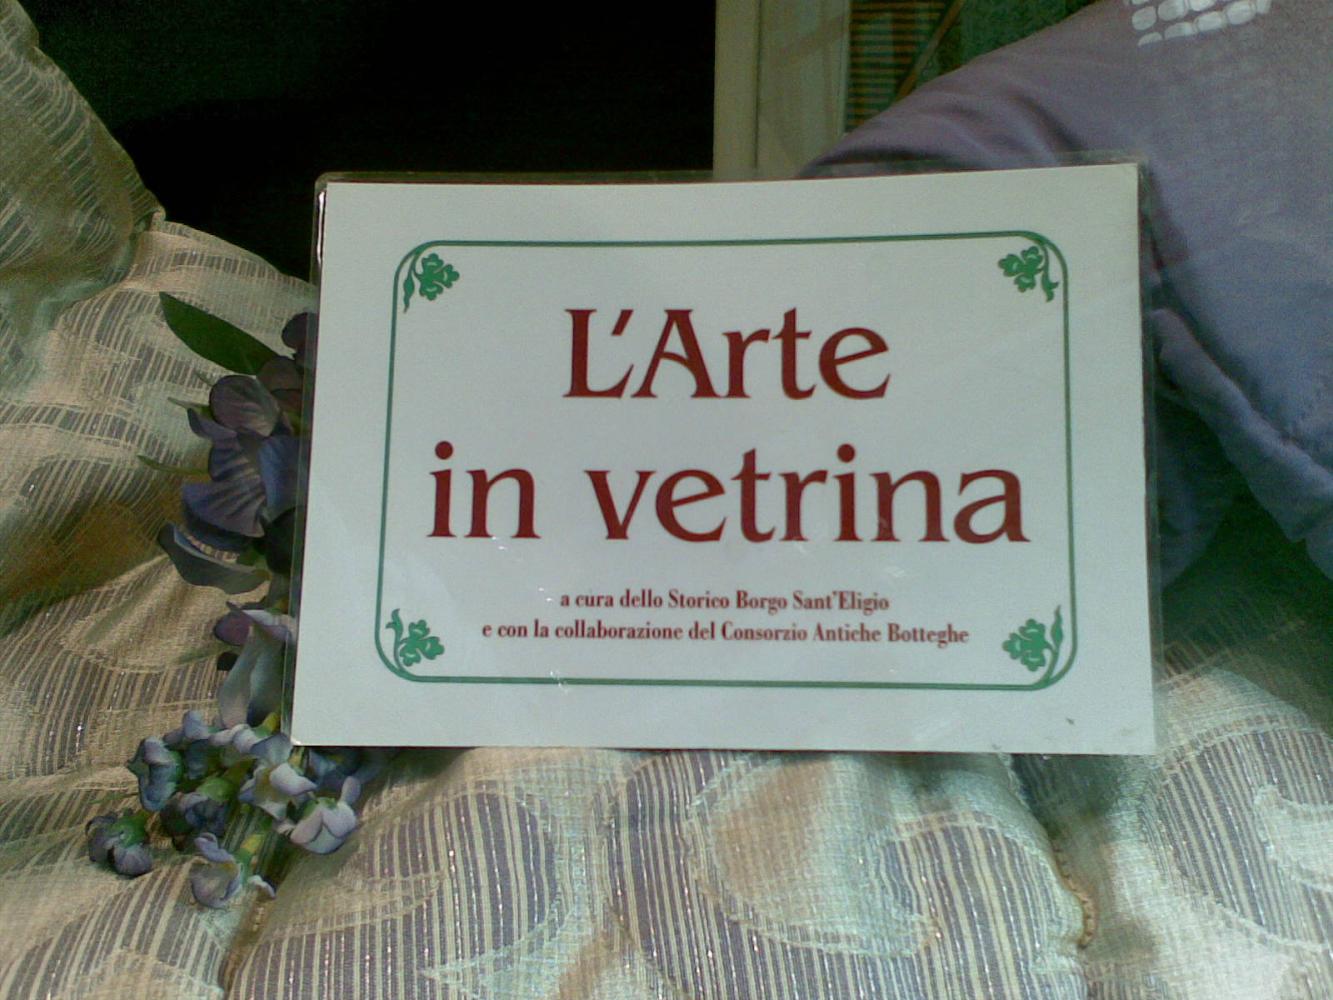 L'Arte
in vetrina
a cura dello Storico Borgo Sant'Eligio
e con la collaborazione del Consorzio Antiche Botteghe